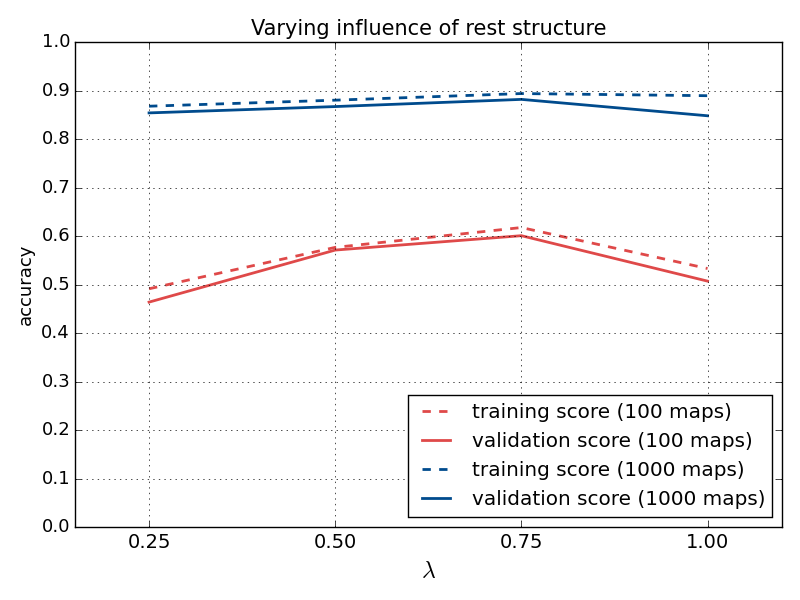 Varying influence of rest structure
1.0
0.9
0.8
0.7
0.6
0.5
0.4
0.3
0.2
0.1
0.0
accuracy
training score (100 maps)
validation score (100 maps)
training score (1000 maps)
validation score (1000 maps)
0.25 0.50 0.75 1.00
λ